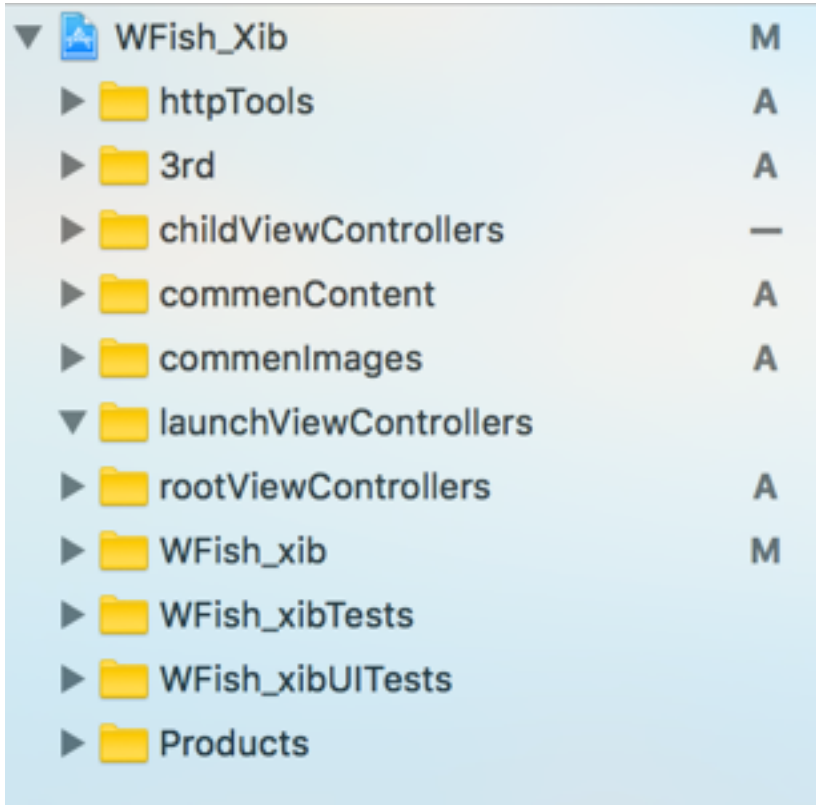 WFish_Xib M
httpTools A
3rd A
childViewControllers —
commenContent A
commenImages A
launchViewControllers
rootViewControllers A
WFish_xib M
WFish_xibTests
WFish_xibUITests
Products